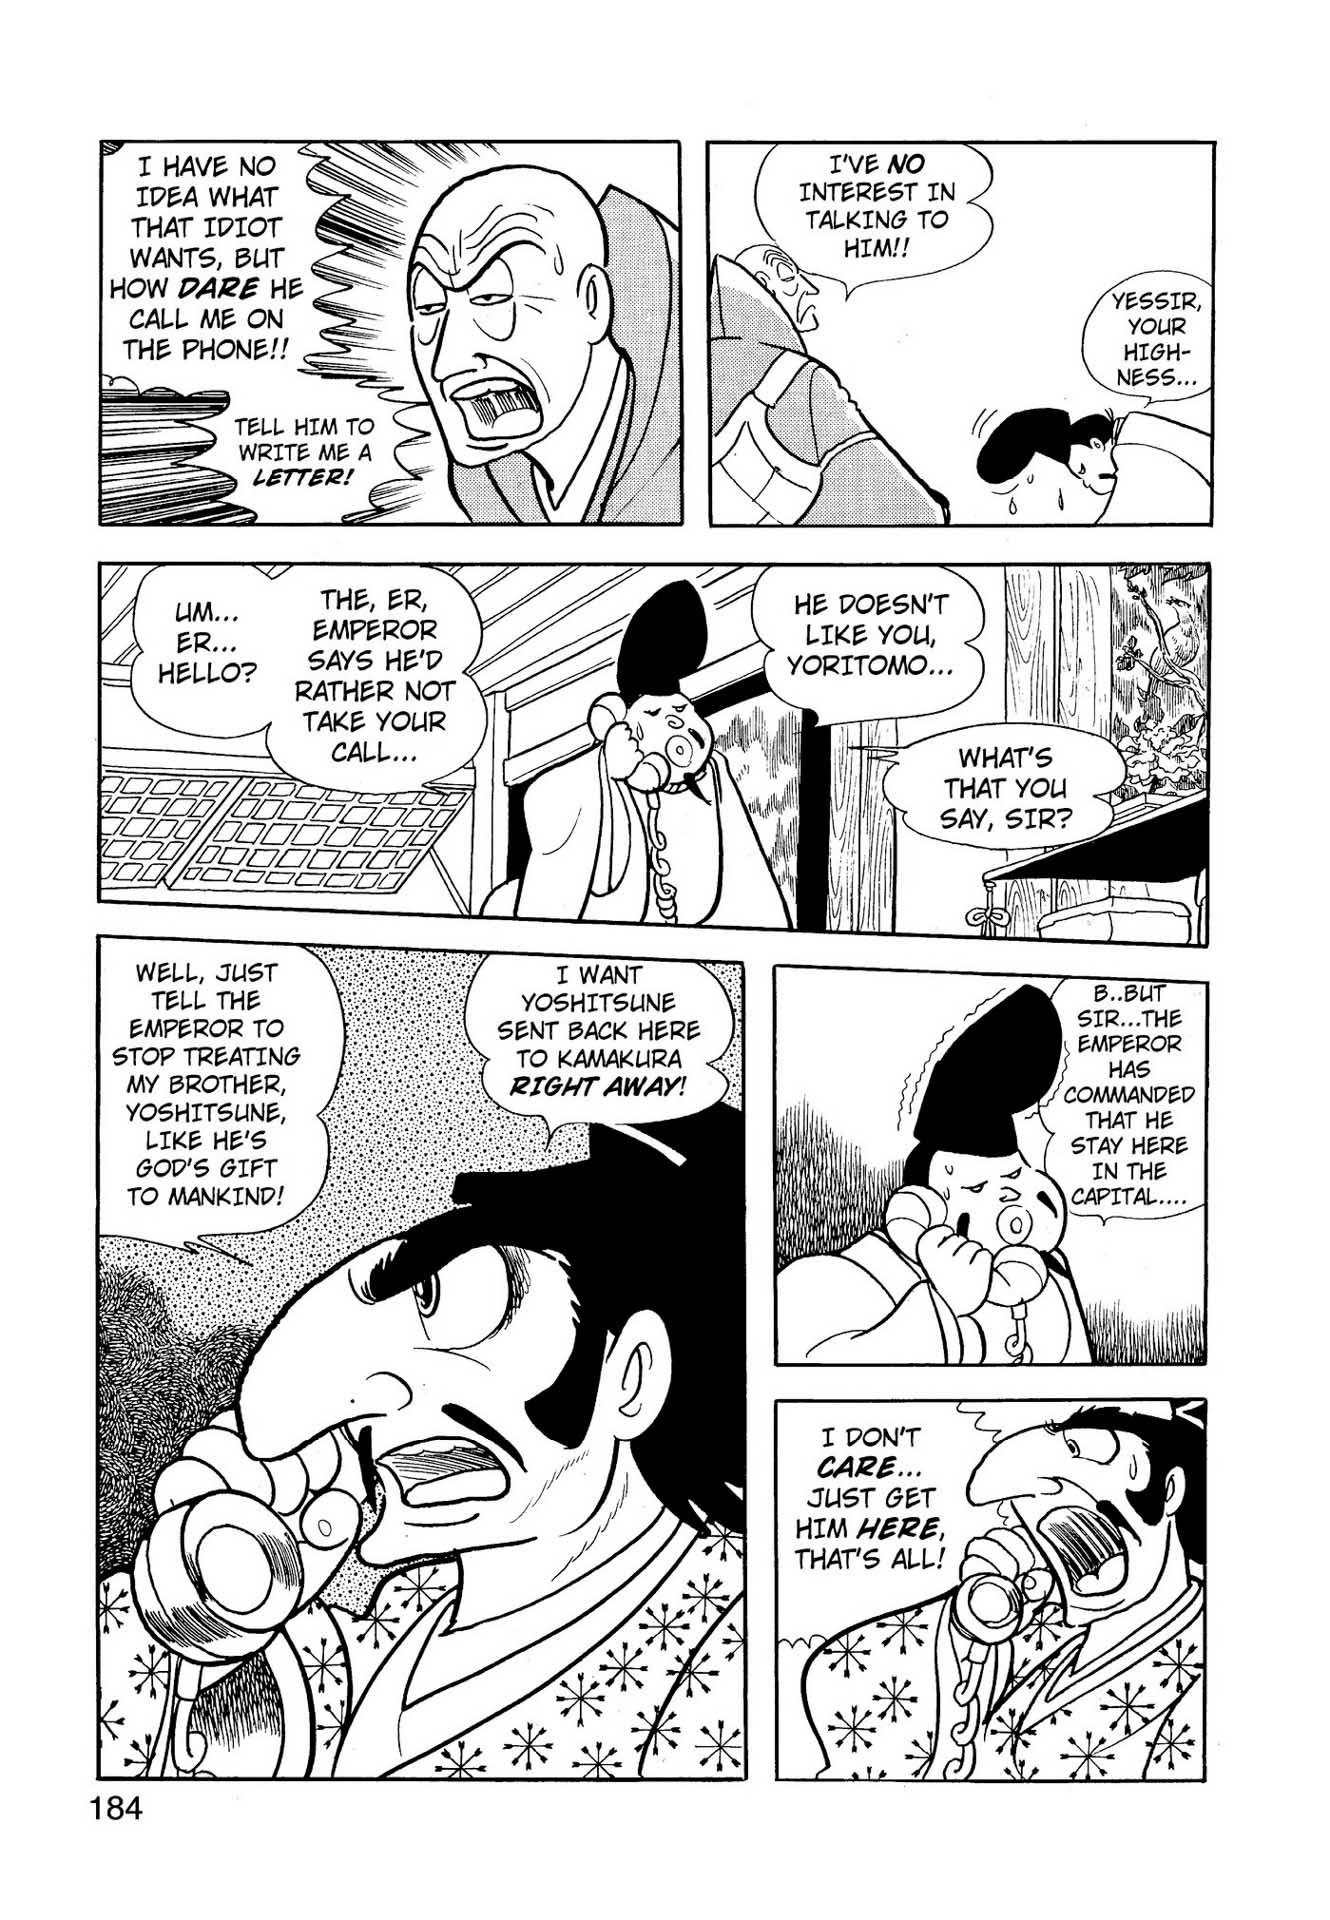 I HAVE NO
IDEA WHAT
THAT IDIOT
WANTS, BUT
HOW DARE HE
CALL ME ON
THE PHONE!!
TELL HIM TO
WRITE ME A
LETTER!
I'VE NO
INTEREST IN
TALKING TO
HIM!!
YESSIR,
YOUR
HIGH-
NESS...
UM...
ER...
HELLO?
THE, ER,
EMPEROR
SAYS HE'D
RATHER NOT
TAKE YOUR
CALL...
HE DOESN'T
LIKE YOU,
YORITOMO...
WHAT'S
THAT YOU
SAY, SIR?
WELL, JUST
TELL THE
EMPEROR TO
STOP TREATING
MY BROTHER,
YOSHITSUNE,
LIKE HE'S
GOD'S GIFT
TO MANKIND!
I WANT
YOSHITSUNE
SENT BACK HERE
TO KAMAKURA
RIGHT AWAY!
B..BUT
SIR...THE
EMPEROR
HAS
COMMANDED
THAT HE
STAY HERE
IN THE
CAPITAL....
I DON'T
CARE...
JUST GET
HIM HERE,
THAT'S ALL!
184